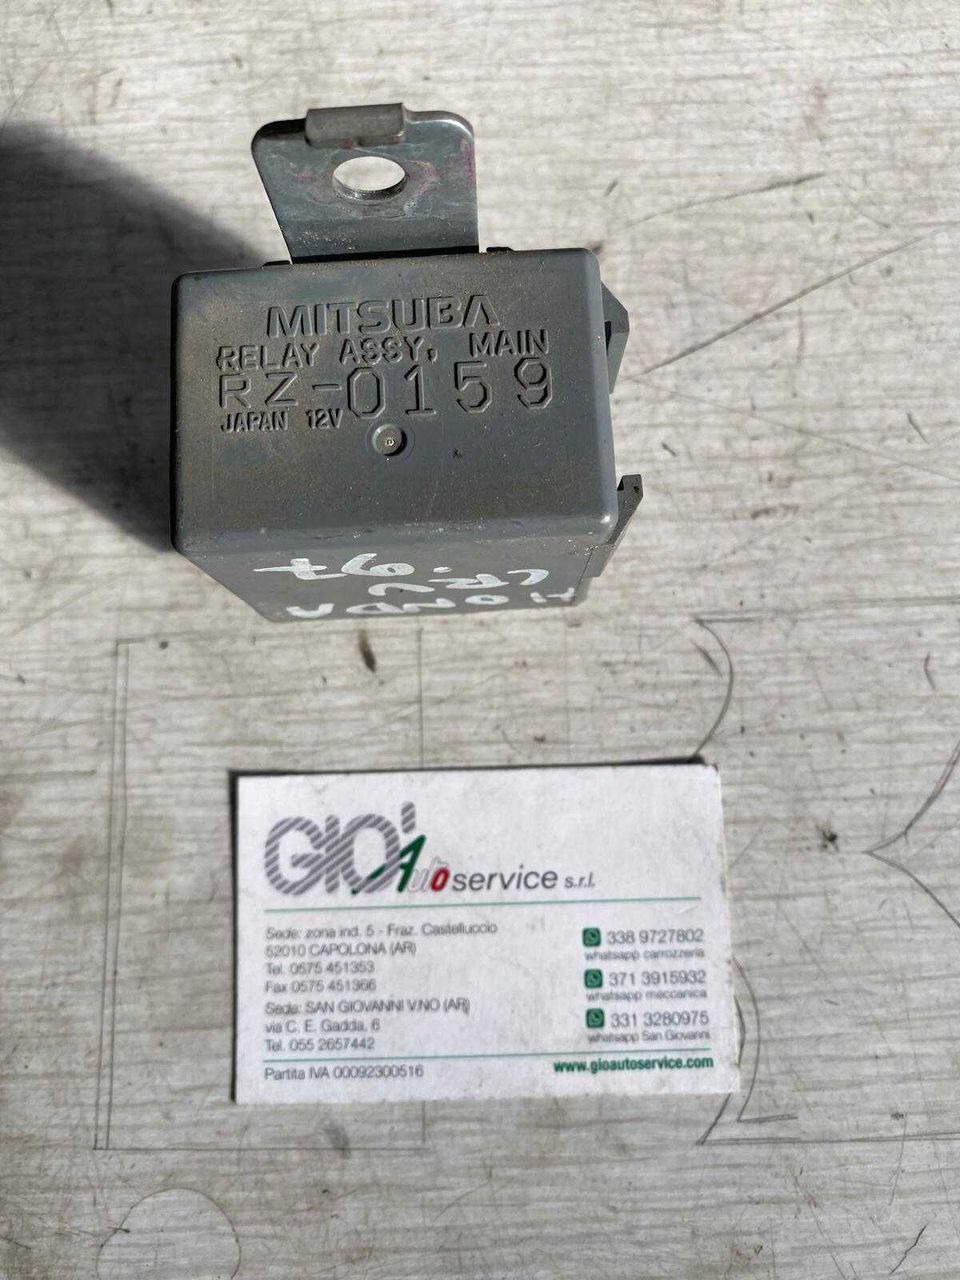 MITSUBA
RELAY ASSY, MAIN
RZ-0159
JAPAN 12V
HONDA
CRV
.97
GIO' Auto service s.r.l.
Sede: zona ind. 5 - Fraz. Castelluccio
52010 CAPOLONA (AR)
Tel. 0575 451353
Fax 0575 451366
Sede: SAN GIOVANNI V.NO (AR)
via C. E. Gadda, 6
Tel. 055 2657442
Partita IVA 00092300516
338 9727802
whatsapp carrozzeria
371 3915932
whatsapp meccanica
331 3280975
whatsapp San Giovanni
www.gioautoservice.com